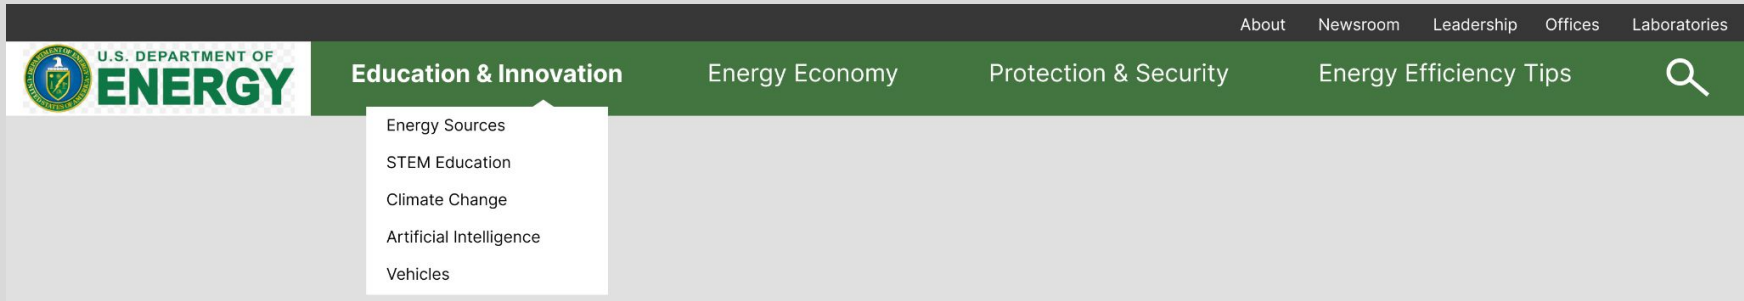 About Newsroom Leadership Offices Laboratories
U.S. DEPARTMENT OF
ENERGY
Education & Innovation Energy Economy Protection & Security Energy Efficiency Tips
Energy Sources
STEM Education
Climate Change
Artificial Intelligence
Vehicles